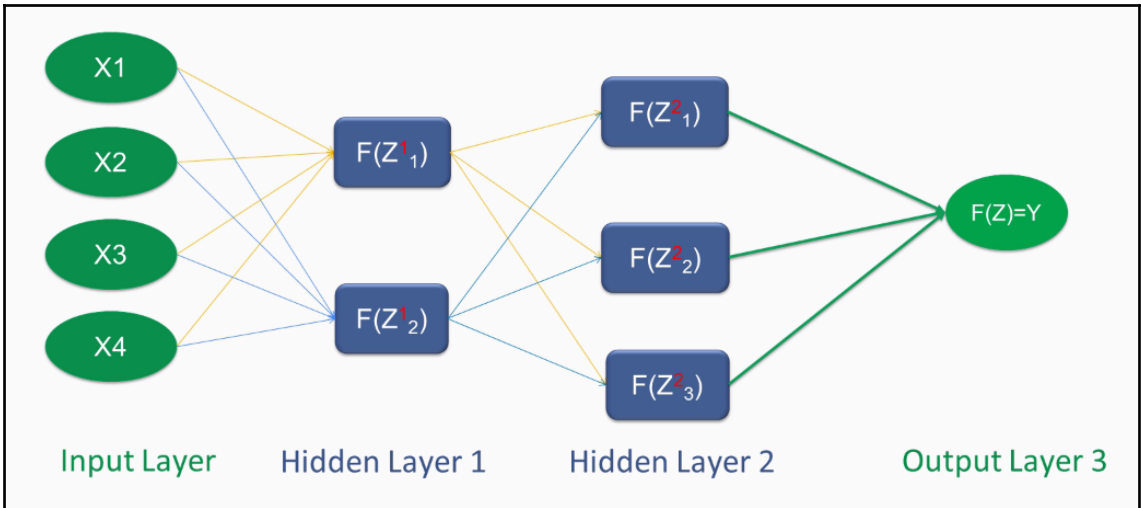 X1
X2
X3
X4
F(Z¹₁)
F(Z¹₂)
F(Z²₁)
F(Z²₂)
F(Z²₃)
F(Z)=Y
Input Layer
Hidden Layer 1
Hidden Layer 2
Output Layer 3